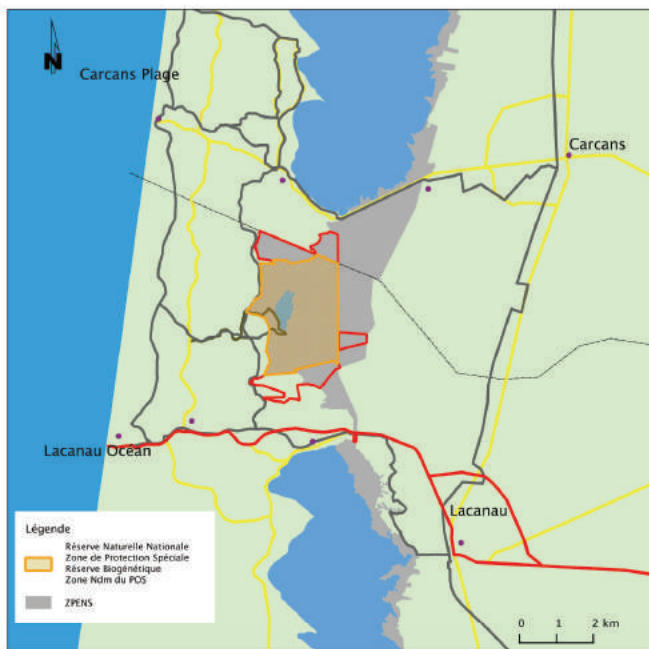 N
Carcans Plage
Carcans
Lacanau Océan
Lacanau
Légende
Réserve Naturelle Nationale
Zone de Protection Spéciale
Réserve Biogénétique
Zone Ndm du POS
ZPENS
0 1 2 km